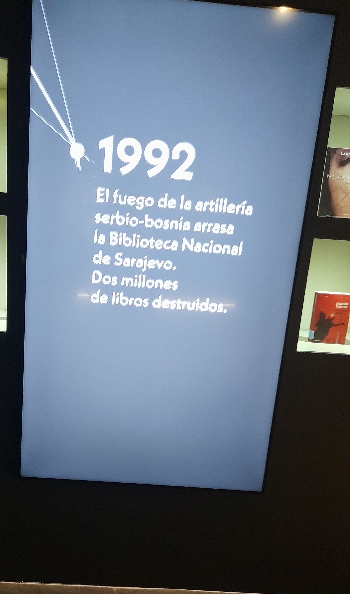 1992
El fuego de la artillería
serbio-bosnia arrasa
la Biblioteca Nacional
de Sarajevo.
Dos millones
de libros destruidos.